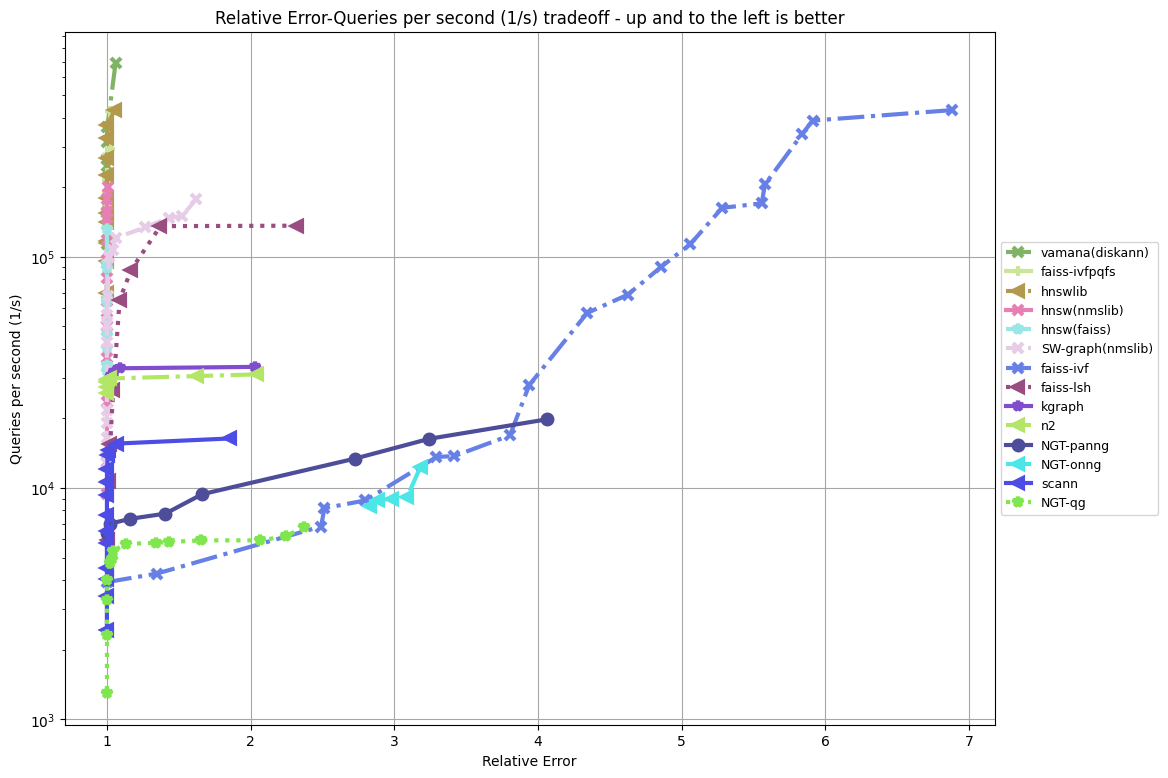 Relative Error-Queries per second (1/s) tradeoff - up and to the left is better
Queries per second (1/s)
10^5
10^4
10^3
1 2 3 4 5 6 7
Relative Error
vamana(diskann)
faiss-ivfpqfs
hnswlib
hnsw(nmslib)
hnsw(faiss)
SW-graph(nmslib)
faiss-ivf
faiss-lsh
kgraph
n2
NGT-panng
NGT-onng
scann
NGT-qg